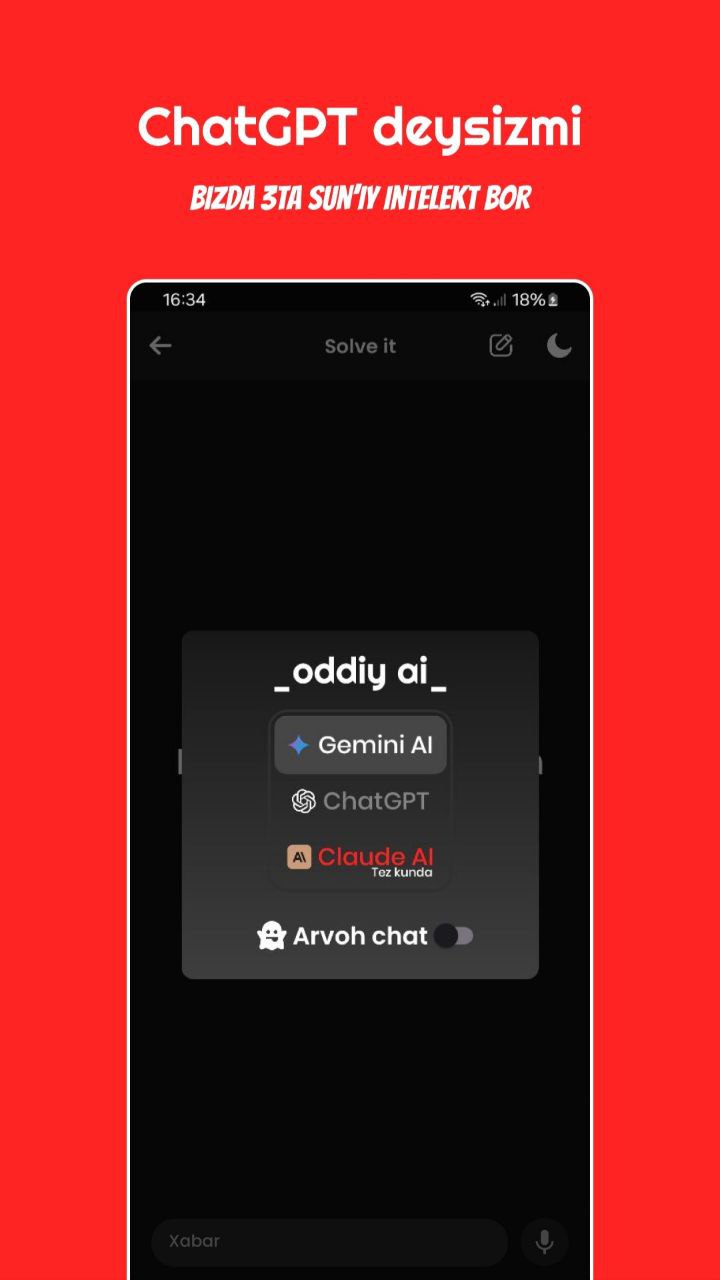 ChatGPT deysizmi
BIZDA 3TA SUN'IY INTELEKT BOR
16:34 18%
Solve it
_oddiy ai_
Gemini AI
ChatGPT
Claude AI
Tez kunda
Arvoh chat
Xabar